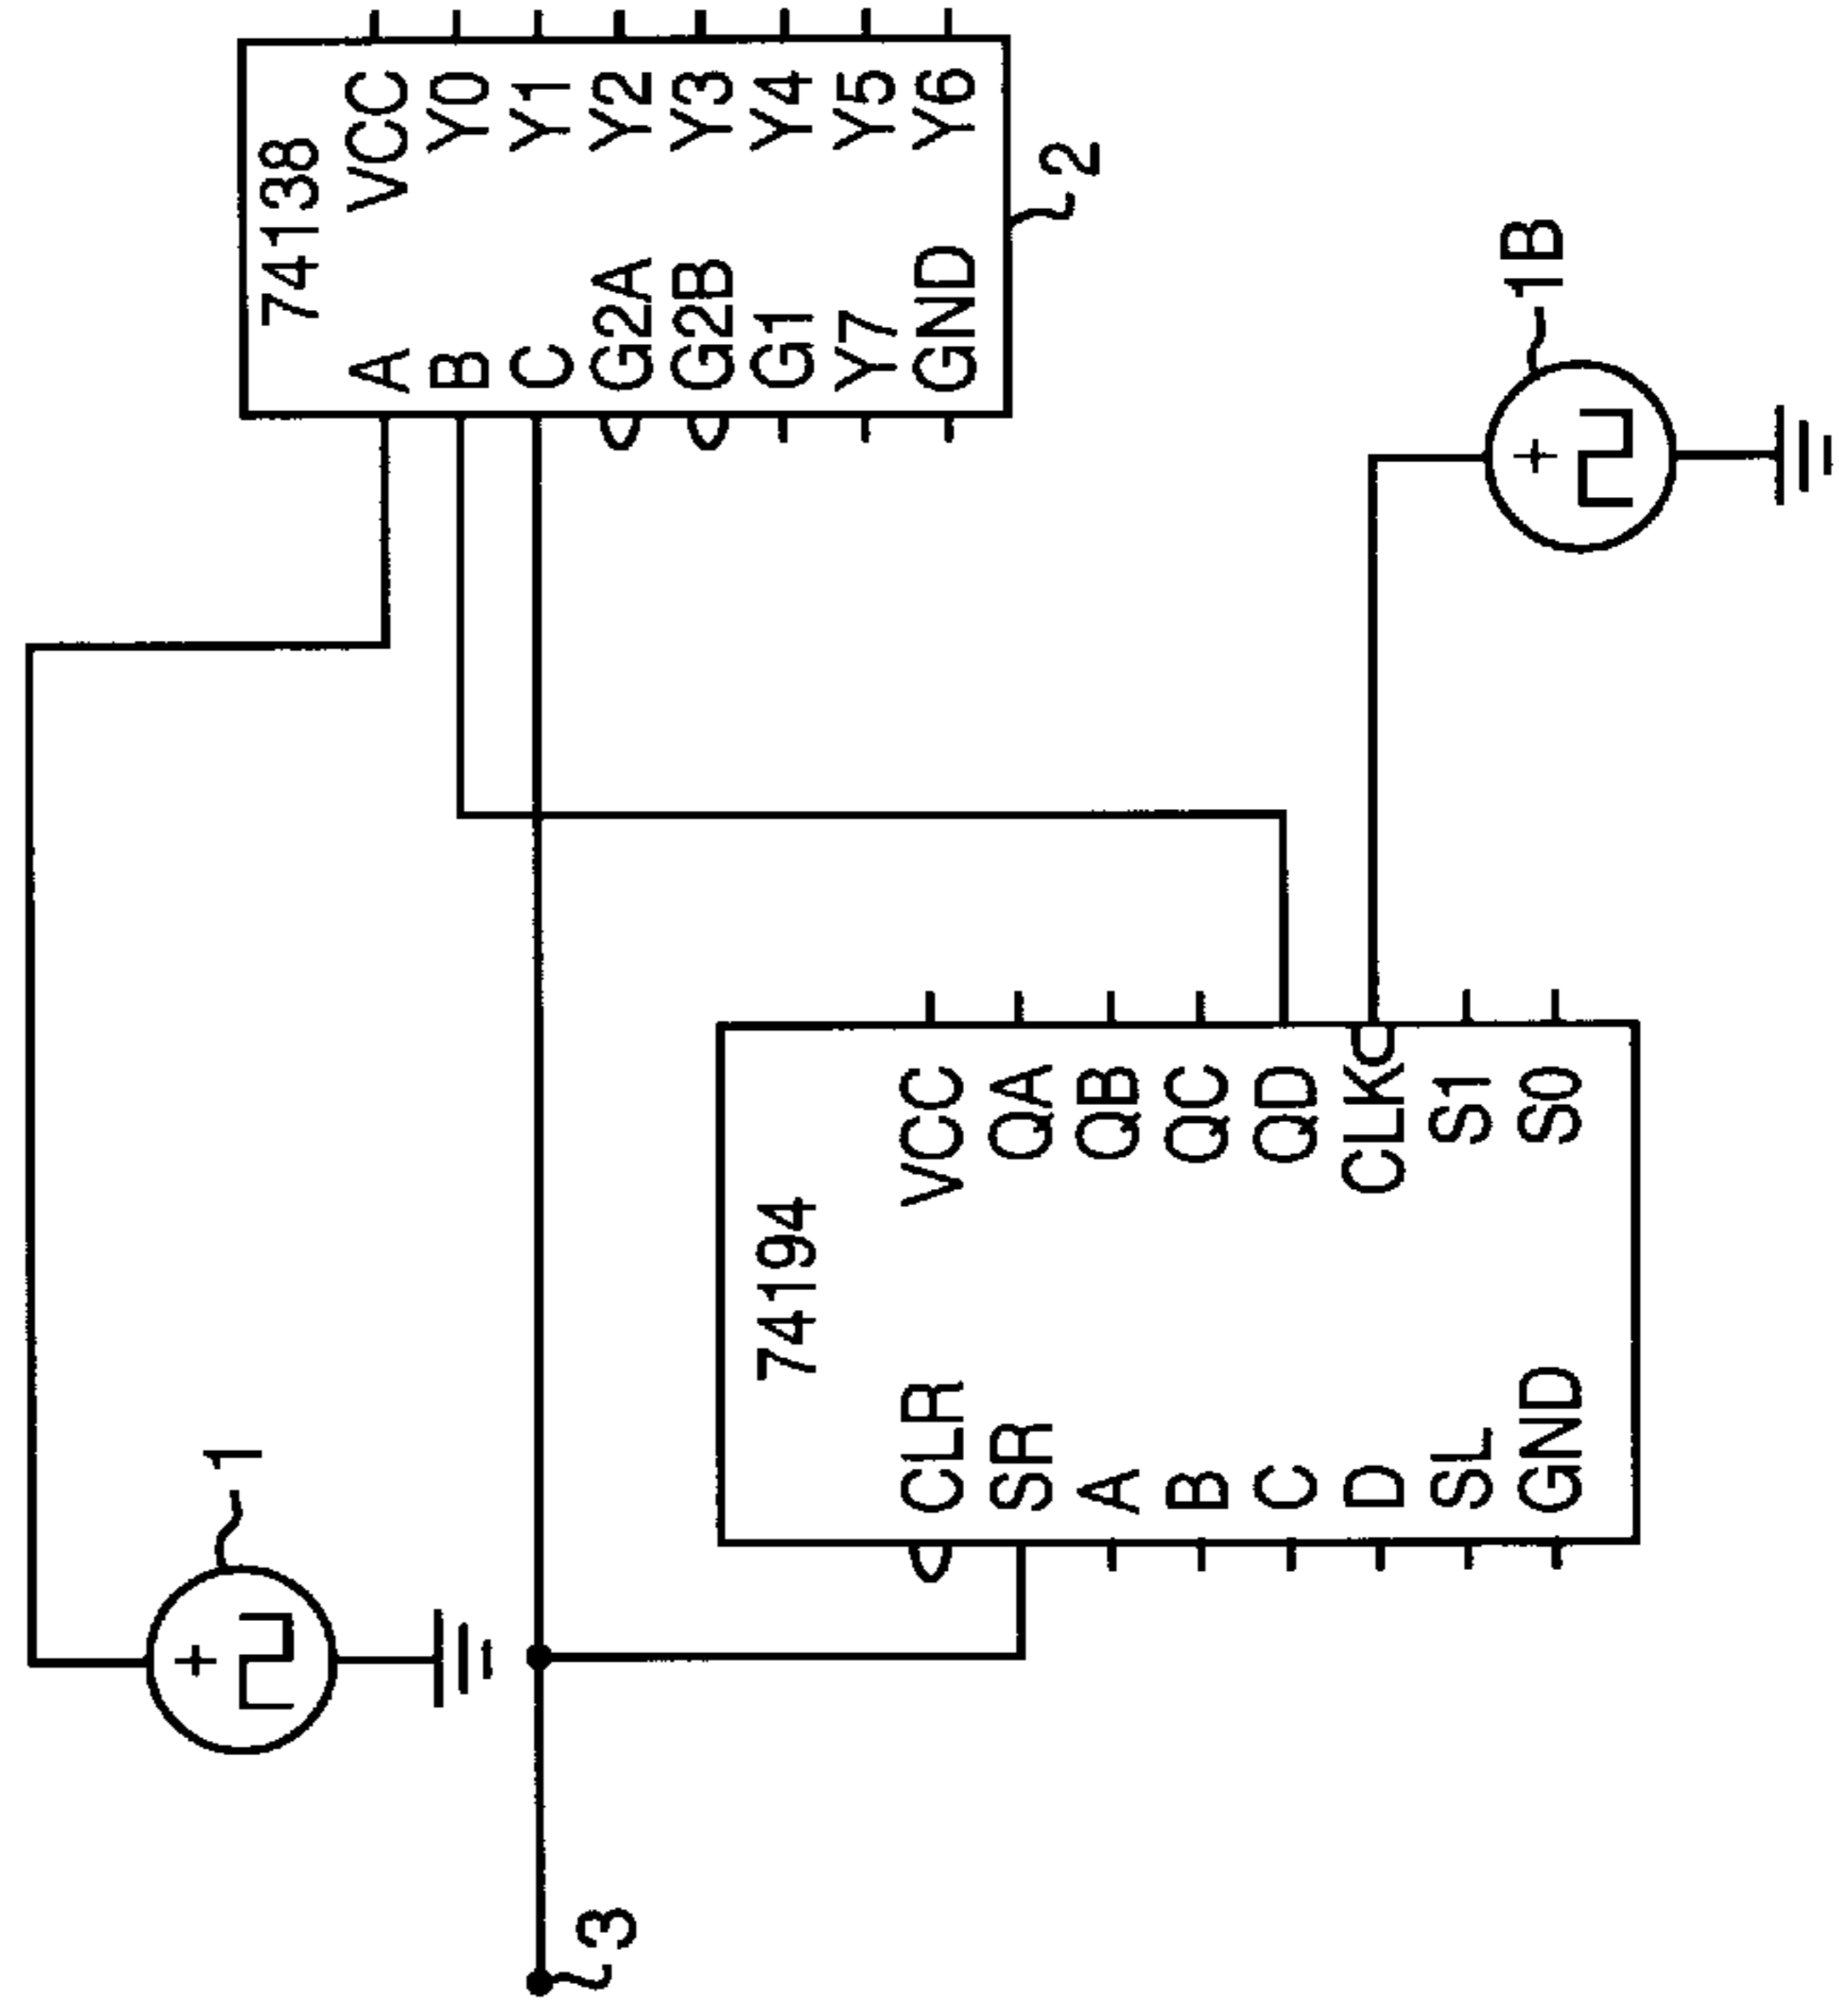 74138
A VCC
B Y0
C Y1
G2A Y2
G2B Y3
G1 Y4
Y7 Y5
GND Y6
2
1
+
3
74194
CLR VCC
SR QA
A QB
B QC
C QD
D CLK
SL S1
GND S0
1B
+